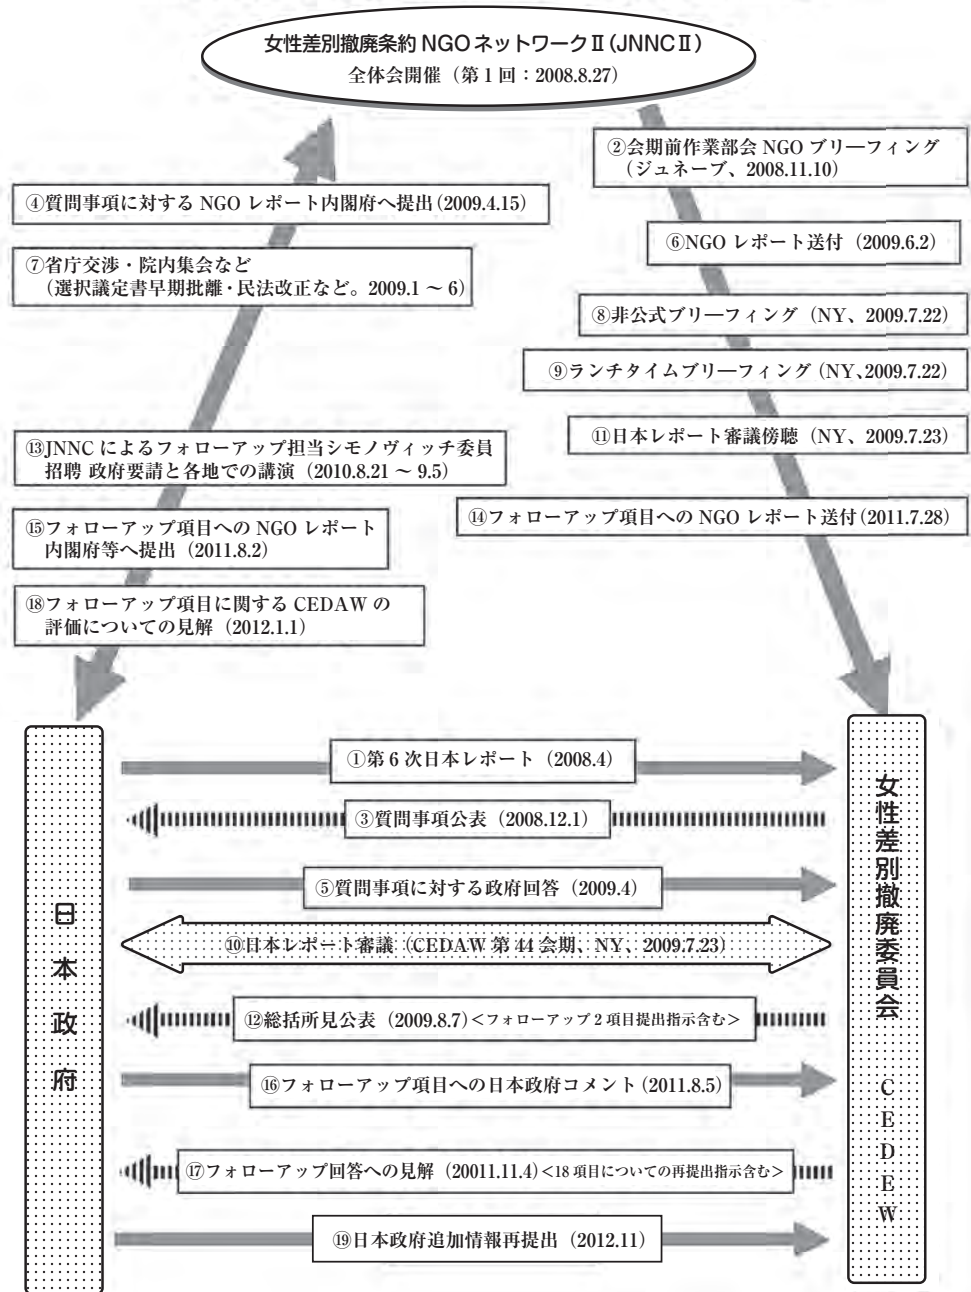 女性差別撤廃条約 NGO ネットワークⅡ(JNNCⅡ)
全体会開催（第1回：2008.8.27）
②会期前作業部会 NGO ブリーフィング
（ジュネーブ、2008.11.10）
④質問事項に対する NGO レポート内閣府へ提出(2009.4.15)
⑥NGO レポート送付（2009.6.2）
⑦省庁交渉・院内集会など
（選択議定書早期批離・民法改正など。2009.1～6）
⑧非公式ブリーフィング（NY、2009.7.22）
⑨ランチタイムブリーフィング（NY、2009.7.22）
⑪日本レポート審議傍聴（NY、2009.7.23）
⑬JNNC によるフォローアップ担当シモノヴィッチ委員
招聘 政府要請と各地での講演（2010.8.21～9.5）
⑭フォローアップ項目への NGO レポート送付(2011.7.28)
⑮フォローアップ項目への NGO レポート
内閣府等へ提出（2011.8.2）
⑱フォローアップ項目に関する CEDAW の
評価についての見解（2012.1.1）
日本政府
①第6次日本レポート（2008.4）
③質問事項公表（2008.12.1）
⑤質問事項に対する政府回答（2009.4）
⑩日本レポート審議（CEDAW 第44会期、NY、2009.7.23）
⑫総括所見公表（2009.8.7）＜フォローアップ2項目提出指示含む＞
⑯フォローアップ項目への日本政府コメント（2011.8.5）
⑰フォローアップ回答への見解（20011.11.4）＜18項目についての再提出指示含む＞
⑲日本政府追加情報再提出（2012.11）
女性差別撤廃委員会 CEDEW